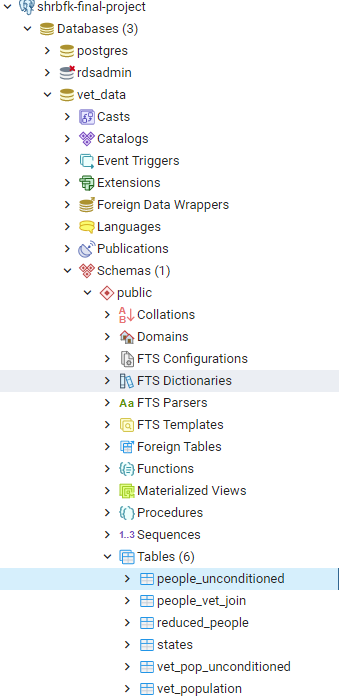 shrbfk-final-project
Databases (3)
postgres
rdsadmin
vet_data
Casts
Catalogs
Event Triggers
Extensions
Foreign Data Wrappers
Languages
Publications
Schemas (1)
public
Collations
Domains
FTS Configurations
FTS Dictionaries
Aa FTS Parsers
FTS Templates
Foreign Tables
Functions
Materialized Views
Procedures
1..3 Sequences
Tables (6)
people_unconditioned
people_vet_join
reduced_people
states
vet_pop_unconditioned
vet_population